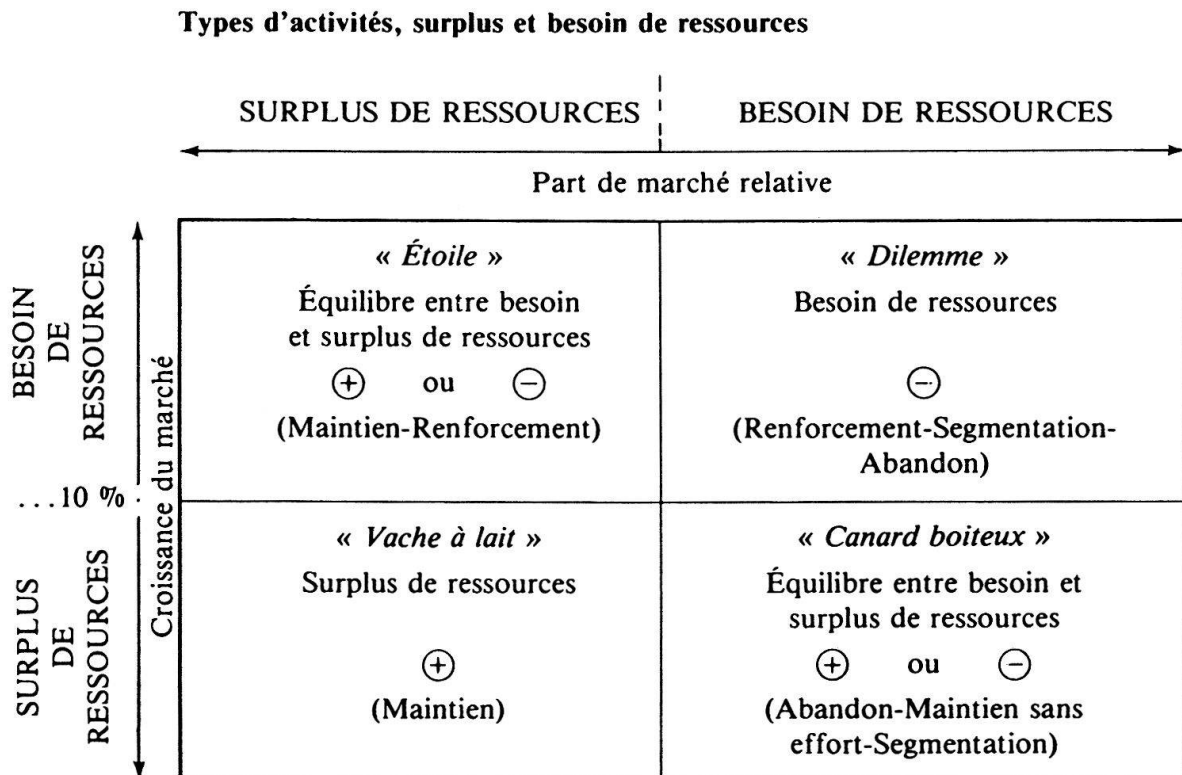 Types d'activités, surplus et besoin de ressources
SURPLUS DE RESSOURCES
BESOIN DE RESSOURCES
Part de marché relative
BESOIN
DE
RESSOURCES
...10 %
SURPLUS
DE
RESSOURCES
Croissance du marché
« Étoile »
Équilibre entre besoin
et surplus de ressources
+ ou −
(Maintien-Renforcement)
« Dilemme »
Besoin de ressources
−
(Renforcement-Segmentation-
Abandon)
« Vache à lait »
Surplus de ressources
+
(Maintien)
« Canard boiteux »
Équilibre entre besoin et
surplus de ressources
+ ou −
(Abandon-Maintien sans
effort-Segmentation)